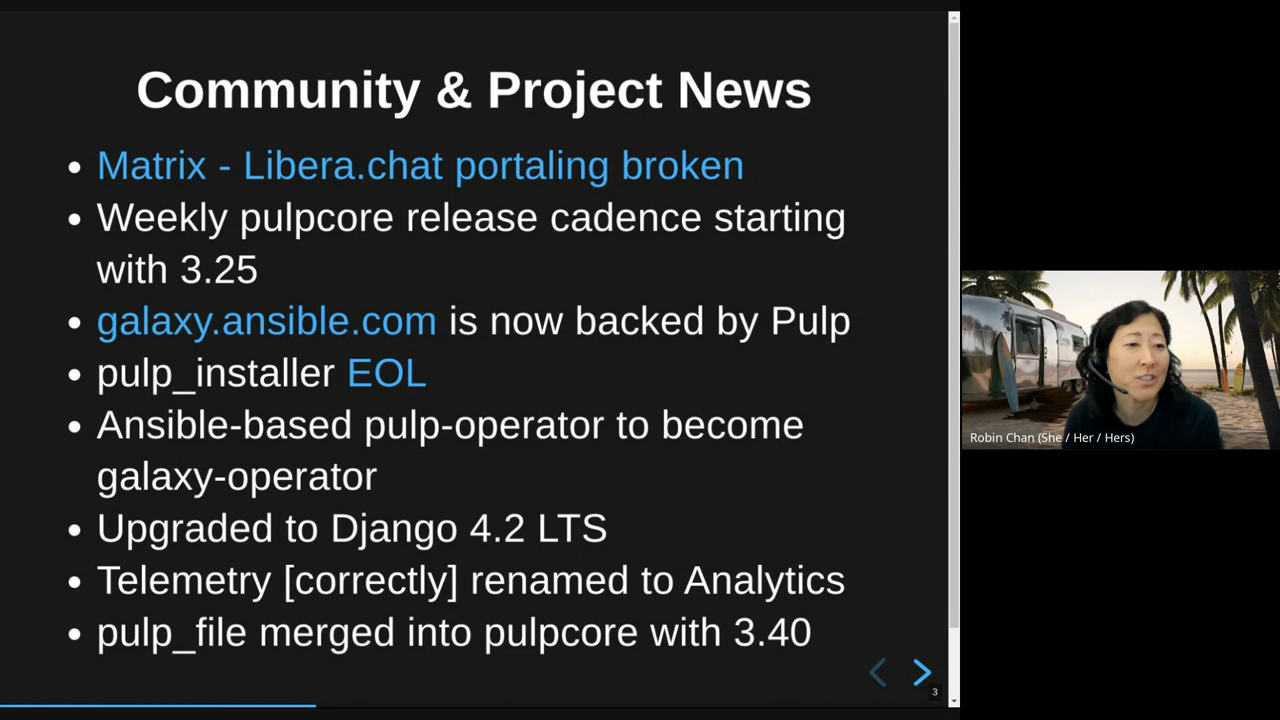 Community & Project News
Matrix - Libera.chat portaling broken
Weekly pulpcore release cadence starting
with 3.25
galaxy.ansible.com is now backed by Pulp
pulp_installer EOL
Ansible-based pulp-operator to become
galaxy-operator
Upgraded to Django 4.2 LTS
Telemetry [correctly] renamed to Analytics
pulp_file merged into pulpcore with 3.40
3
Robin Chan (She / Her / Hers)